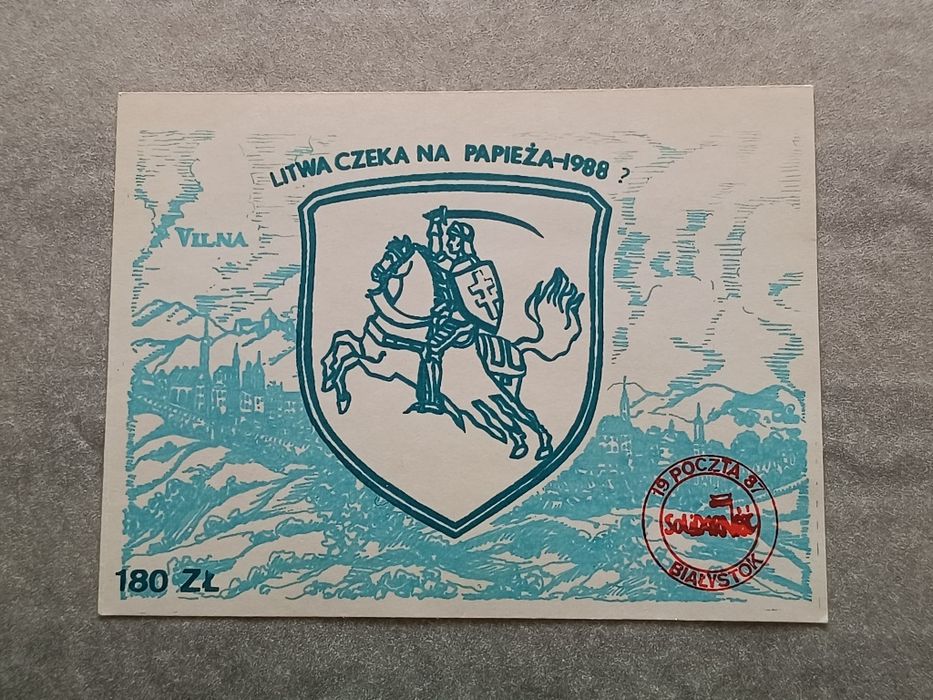 LITWA CZEKA NA PAPIEŻA-1988 ?
VILNA
180 ZŁ
19 POCZTA 87
SOLIDARNOŚĆ
BIAŁYSTOK